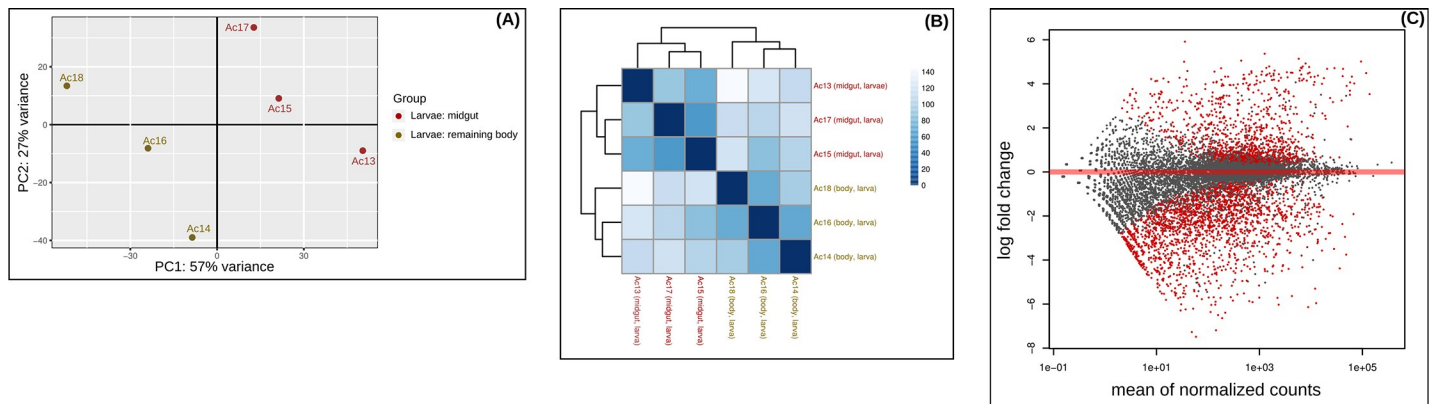 (A)
Ac17
Ac18
Ac15
Ac16
Ac13
Ac14
20
0
−20
−40
−30
0
30
PC2: 27% variance
PC1: 57% variance
Group
Larvae: midgut
Larvae: remaining body
(B)
140
120
100
80
60
40
20
0
Ac13 (midgut, larvae)
Ac17 (midgut, larva)
Ac15 (midgut, larva)
Ac18 (body, larva)
Ac16 (body, larva)
Ac14 (body, larva)
Ac13 (midgut, larva)
Ac17 (midgut, larva)
Ac15 (midgut, larva)
Ac18 (body, larva)
Ac16 (body, larva)
Ac14 (body, larva)
(C)
6
4
2
0
−2
−4
−6
−8
log fold change
1e−01
1e+01
1e+03
1e+05
mean of normalized counts